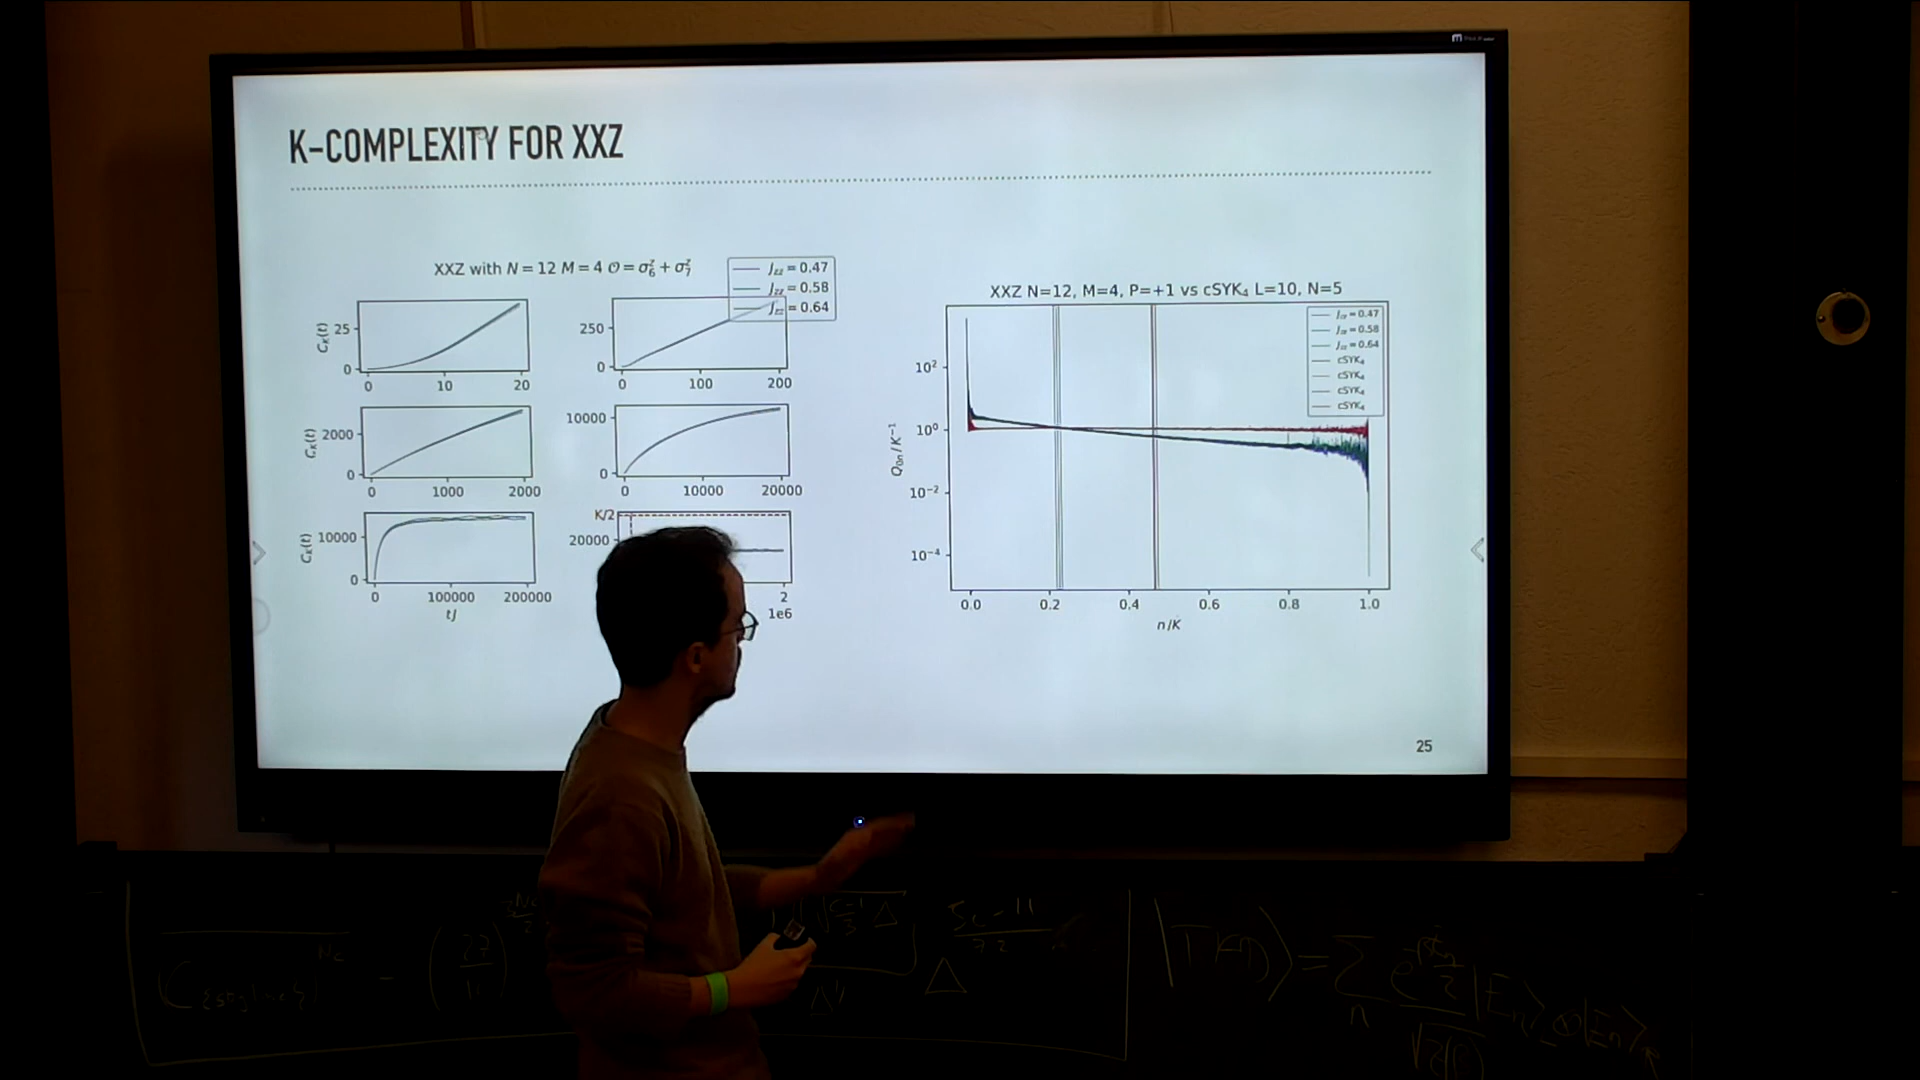 K-COMPLEXITY FOR XXZ
XXZ with N = 12 M = 4 𝒪 = σ₆ᶻ + σ₇ᶻ
J_zz = 0.47
J_zz = 0.58
J_zz = 0.64
C_K(t)
25
0
0 10 20
250
0
0 100 200
C_K(t)
2000
0
0 1000 2000
10000
0
0 10000 20000
C_K(t)
10000
0
0 100000 200000
tJ
K/2
20000
2
1e6
XXZ N=12, M=4, P=+1 vs cSYK₄ L=10, N=5
J_zz = 0.47
J_zz = 0.58
J_zz = 0.64
cSYK₄
cSYK₄
cSYK₄
cSYK₄
Q₀ₙ / K⁻¹
10²
10⁰
10⁻²
10⁻⁴
0.0 0.2 0.4 0.6 0.8 1.0
n/K
25